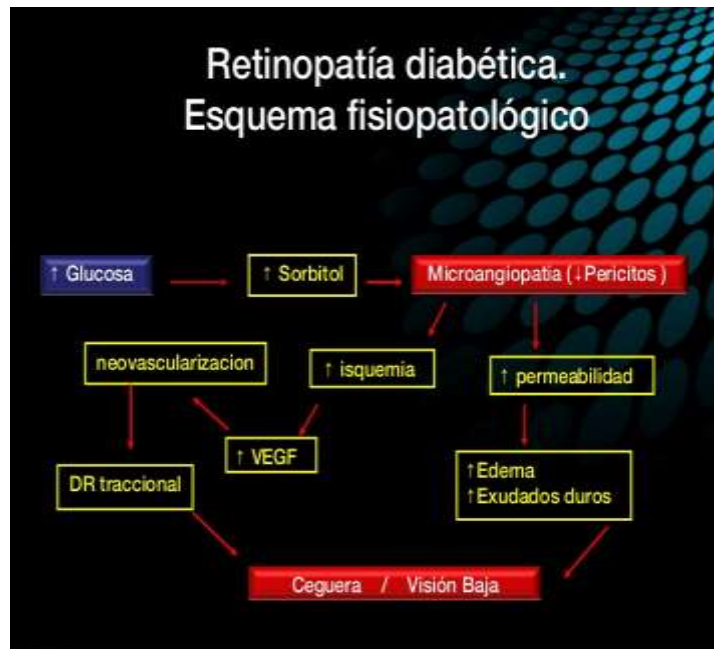 Retinopatía diabética.
Esquema fisiopatológico
↑ Glucosa
↑ Sorbitol
Microangiopatia (↓Pericitos )
neovascularizacion
↑ isquemia
↑ permeabilidad
↑ VEGF
DR traccional
↑Edema
↑Exudados duros
Ceguera / Visión Baja